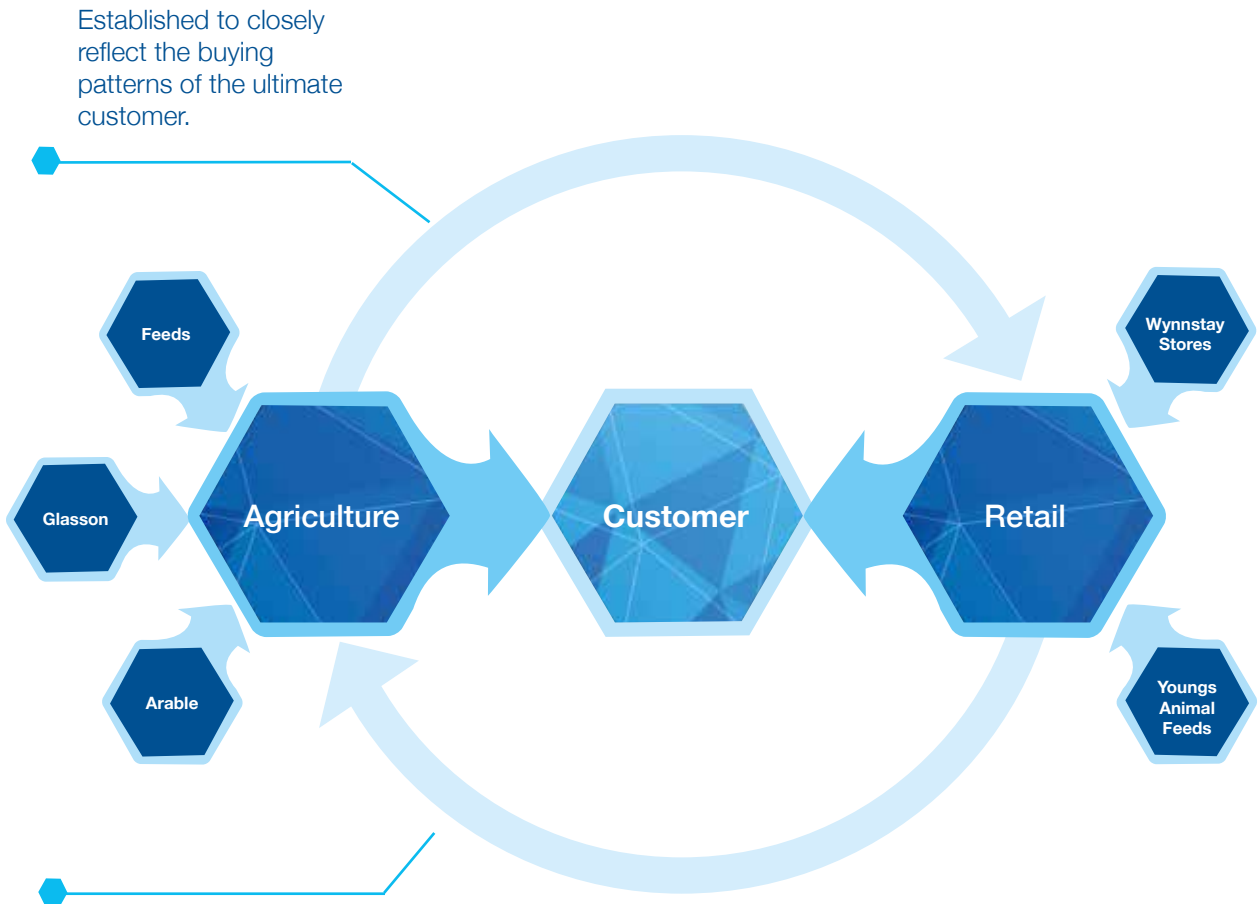 Established to closely
reflect the buying
patterns of the ultimate
customer.
Feeds
Wynnstay
Stores
Glasson
Agriculture
Customer
Retail
Arable
Youngs
Animal
Feeds